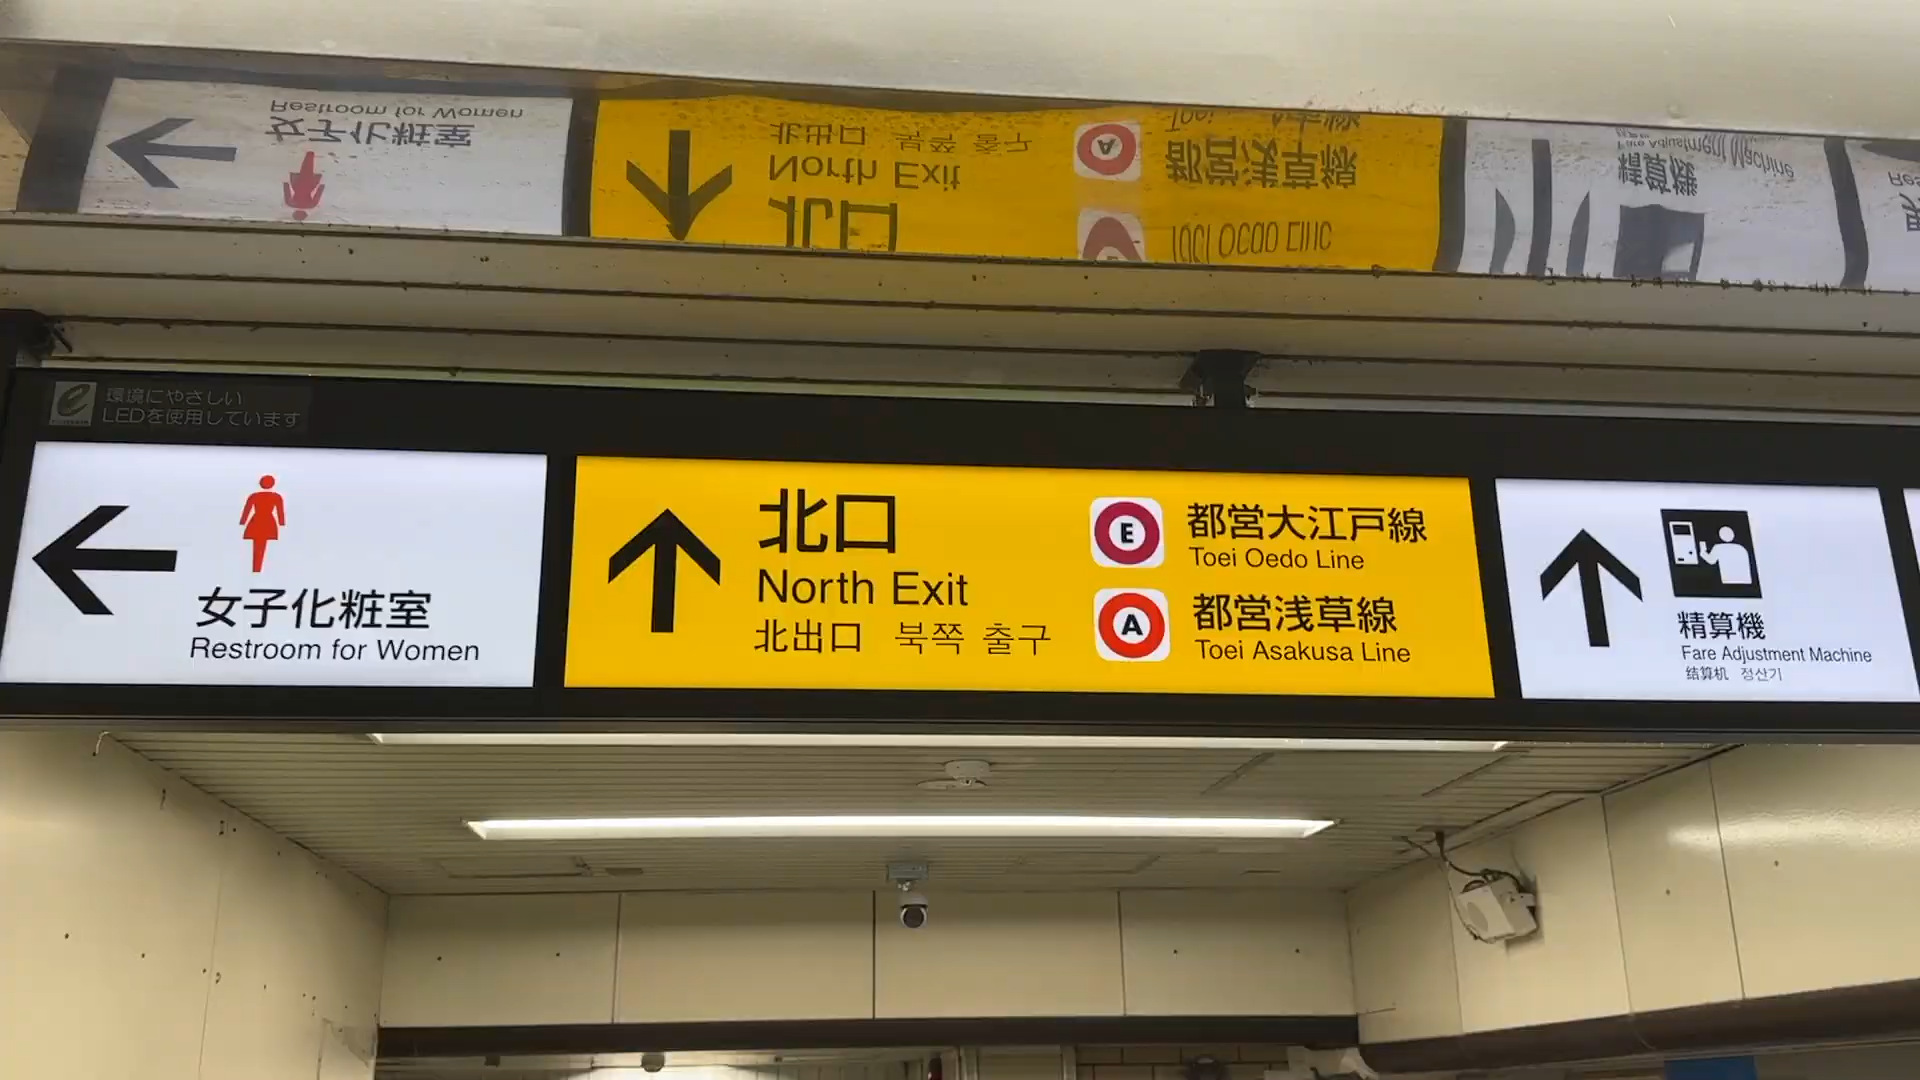 環境にやさしい
LEDを使用しています
女子化粧室
Restroom for Women
北口
North Exit
北出口 북쪽 출구
E 都営大江戸線
Toei Oedo Line
A 都営浅草線
Toei Asakusa Line
精算機
Fare Adjustment Machine
结算机 정산기